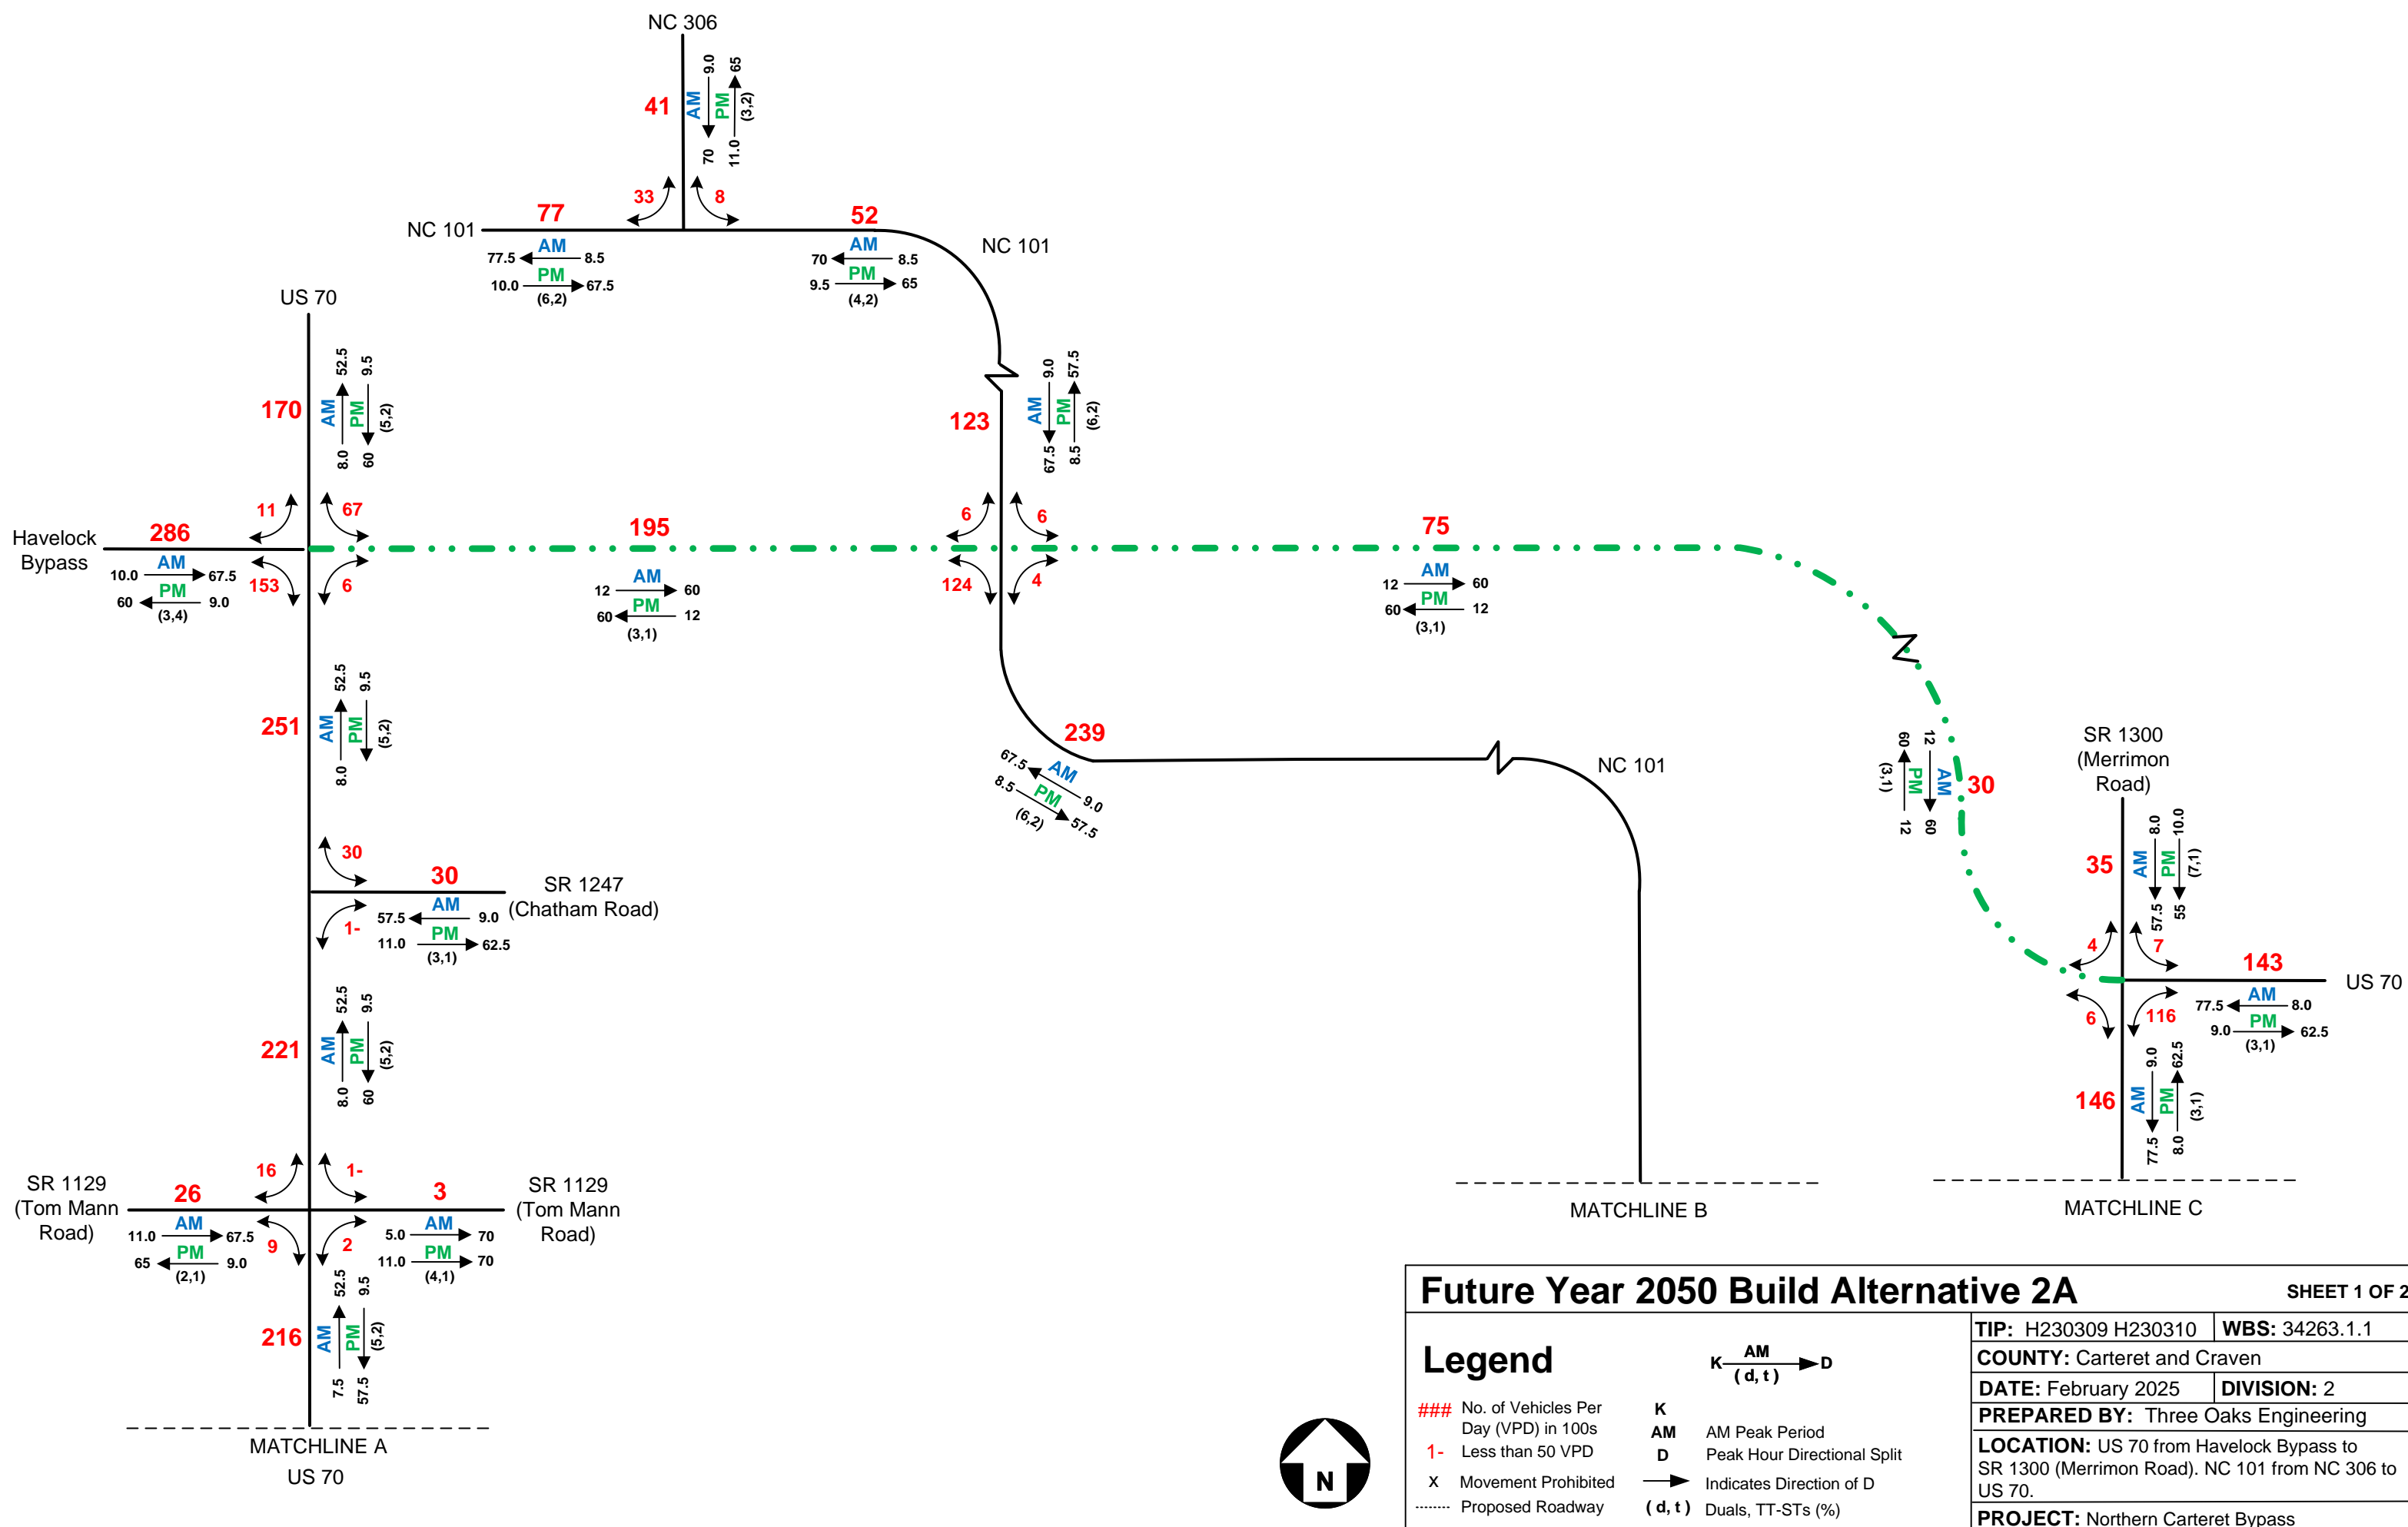 NC 306
41
AM
PM
9.0
70
65
11.0
(3,2)
33
8
NC 101
77
AM
77.5
8.5
PM
10.0
67.5
(6,2)
52
AM
70
8.5
PM
9.5
65
(4,2)
NC 101
US 70
170
AM
PM
52.5
8.0
9.5
60
(5,2)
123
AM
PM
9.0
67.5
57.5
8.5
(6,2)
Havelock
Bypass
286
AM
10.0
67.5
PM
60
9.0
(3,4)
11
67
153
6
195
AM
12
60
PM
60
12
(3,1)
6
6
124
4
75
AM
12
60
PM
60
12
(3,1)
251
AM
PM
52.5
8.0
9.5
(5,2)
239
67.5
AM
9.0
8.5
PM
57.5
(6,2)
NC 101
60
12
(3,1)
PM
AM
12
60
30
SR 1300
(Merrimon
Road)
35
AM
PM
8.0
57.5
10.0
55
(7,1)
4
7
6
116
143
US 70
AM
77.5
8.0
PM
9.0
62.5
(3,1)
146
AM
PM
9.0
77.5
62.5
8.0
(3,1)
30
1-
30
SR 1247
(Chatham Road)
AM
57.5
9.0
PM
11.0
62.5
(3,1)
221
AM
PM
52.5
8.0
9.5
60
(5,2)
SR 1129
(Tom Mann
Road)
26
AM
11.0
67.5
PM
65
9.0
(2,1)
16
1-
9
2
3
AM
5.0
70
PM
11.0
70
(4,1)
SR 1129
(Tom Mann
Road)
216
AM
PM
52.5
7.5
9.5
57.5
(5,2)
MATCHLINE A
US 70
MATCHLINE B
MATCHLINE C
N
Future Year 2050 Build Alternative 2A
SHEET 1 OF 2
Legend
K AM D
( d, t )
### No. of Vehicles Per
Day (VPD) in 100s
1- Less than 50 VPD
X Movement Prohibited
Proposed Roadway
K
AM AM Peak Period
D Peak Hour Directional Split
Indicates Direction of D
( d, t ) Duals, TT-STs (%)
TIP: H230309 H230310
WBS: 34263.1.1
COUNTY: Carteret and Craven
DATE: February 2025
DIVISION: 2
PREPARED BY: Three Oaks Engineering
LOCATION: US 70 from Havelock Bypass to
SR 1300 (Merrimon Road). NC 101 from NC 306 to
US 70.
PROJECT: Northern Carteret Bypass